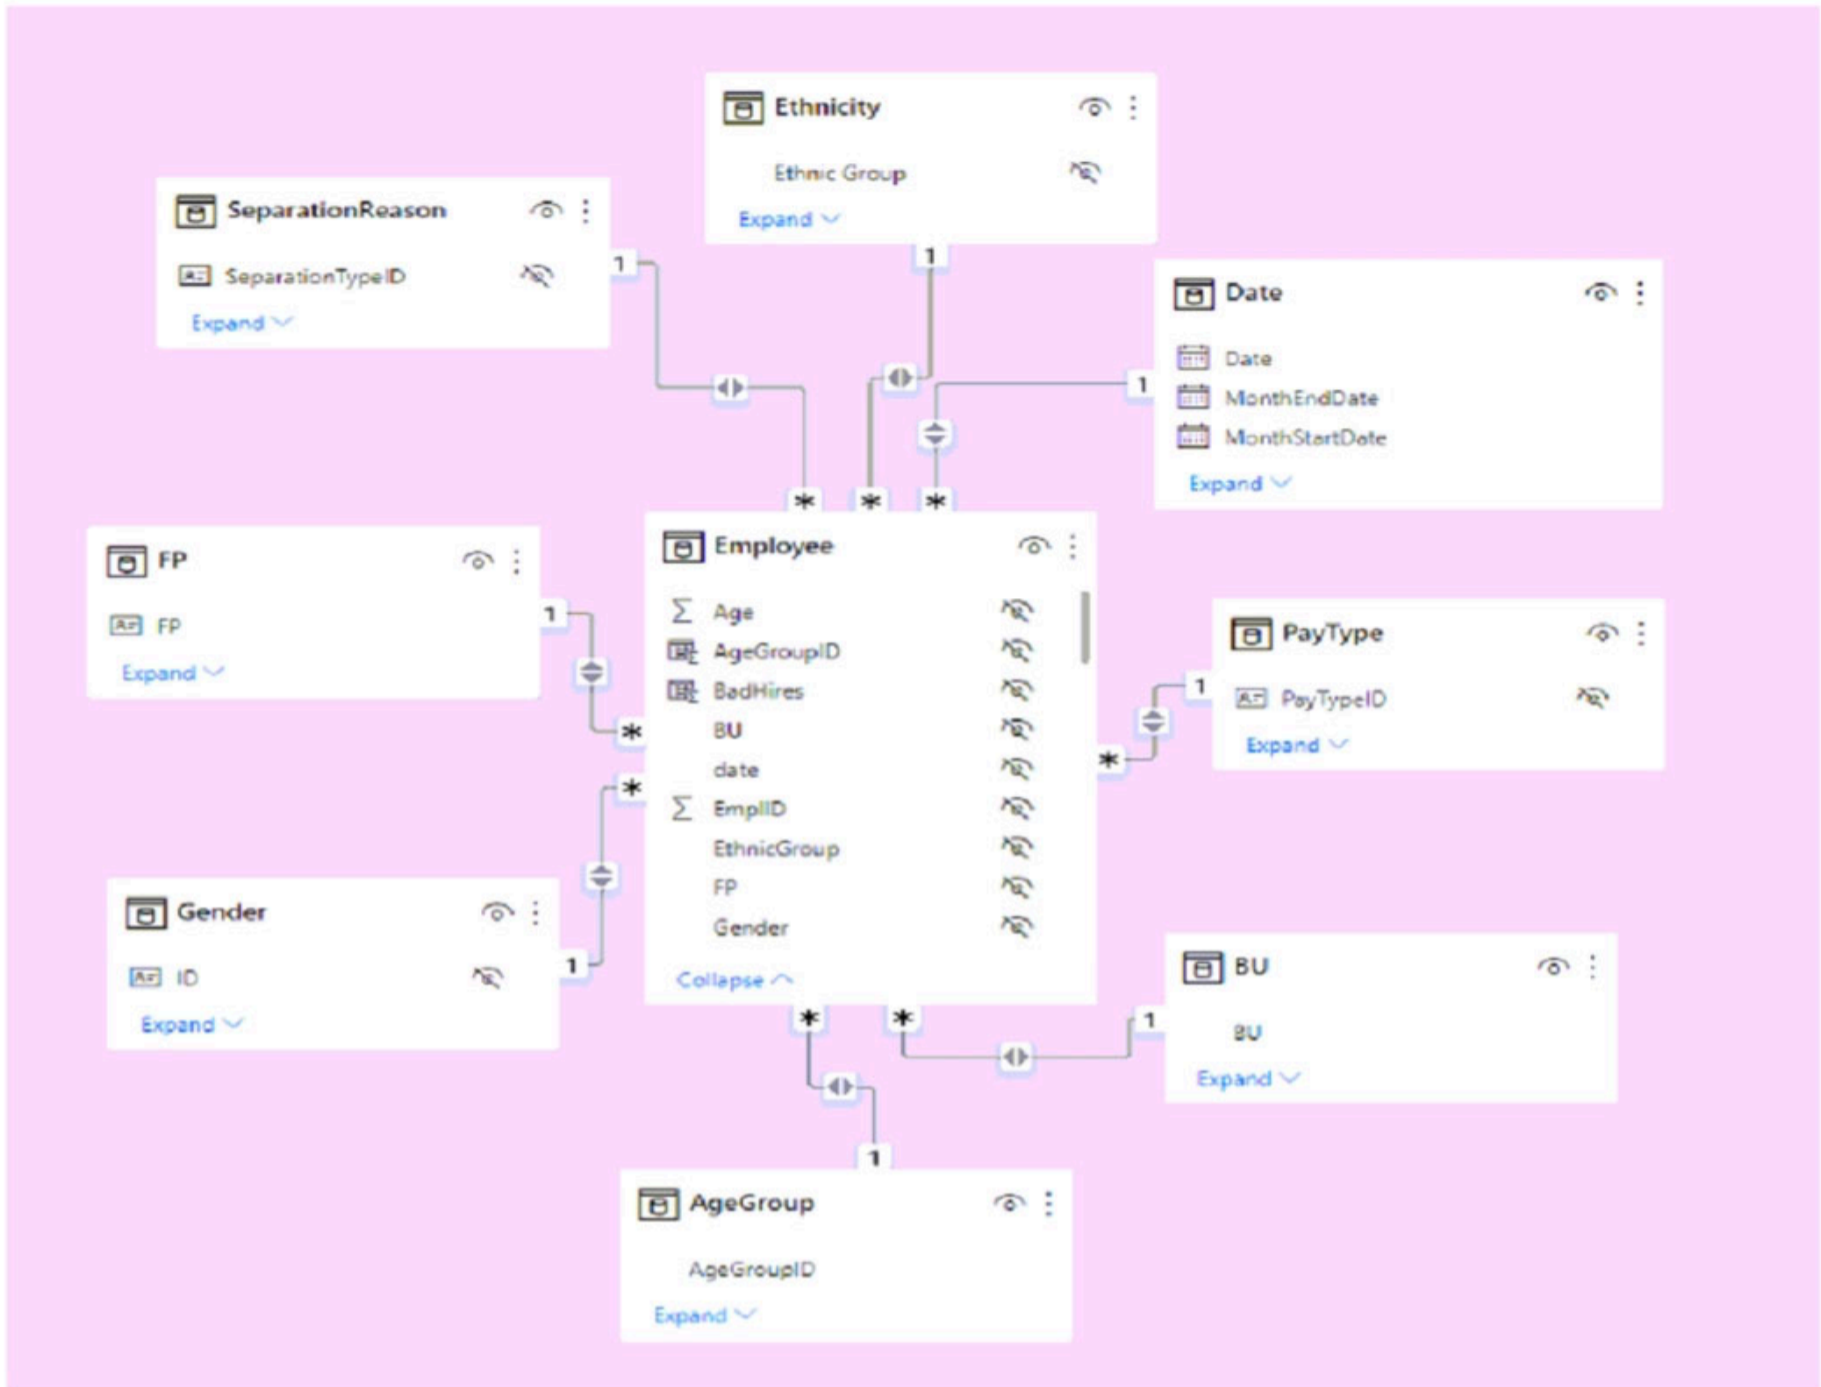 Ethnicity
Ethnic Group
Expand
SeparationReason
SeparationTypeID
Expand
1
1
Date
Date
MonthEndDate
MonthStartDate
Expand
1
* * *
FP
FP
Expand
1
*
Employee
Age
AgeGroupID
BadHires
BU
date
EmplID
EthnicGroup
FP
Gender
Collapse
PayType
PayTypeID
Expand
1
*
*
Gender
ID
Expand
1
BU
BU
Expand
1
* *
1
AgeGroup
AgeGroupID
Expand